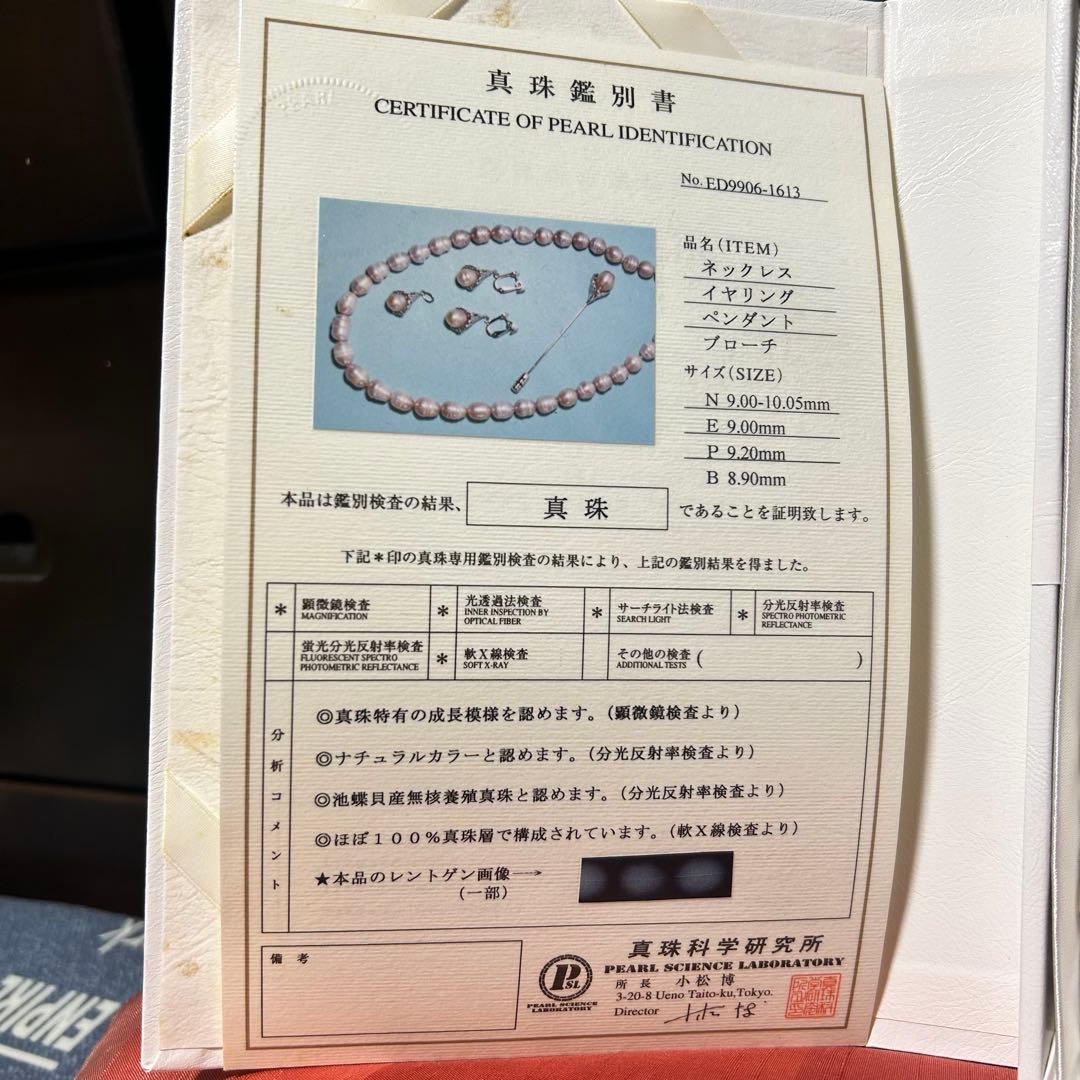 真珠鑑別書
CERTIFICATE OF PEARL IDENTIFICATION
No. ED9906-1613
品名(ITEM)
ネックレス
イヤリング
ペンダント
ブローチ
サイズ(SIZE)
N 9.00-10.05mm
E 9.00mm
P 9.20mm
B 8.90mm
本品は鑑別検査の結果、 真珠 であることを証明致します。
下記*印の真珠専用鑑別検査の結果により、上記の鑑別結果を得ました。
* 顕微鏡検査 MAGNIFICATION
* 光透過法検査 INNER INSPECTION BY OPTICAL FIBER
* サーチライト法検査 SEARCH LIGHT
* 分光反射率検査 SPECTRO PHOTOMETRIC REFLECTANCE
蛍光分光反射率検査 FLUORESCENT SPECTRO PHOTOMETRIC REFLECTANCE
* 軟X線検査 SOFT X-RAY
その他の検査 ADDITIONAL TESTS ( )
分析コメント
◎真珠特有の成長模様を認めます。(顕微鏡検査より)
◎ナチュラルカラーと認めます。(分光反射率検査より)
◎池蝶貝産無核養殖真珠と認めます。(分光反射率検査より)
◎ほぼ100%真珠層で構成されています。(軟X線検査より)
★本品のレントゲン画像→
(一部)
備考
PSL
PEARL SCIENCE
LABORATORY
真珠科学研究所
PEARL SCIENCE LABORATORY
所長 小松博
3-20-8 Ueno Taito-ku,Tokyo.
Director